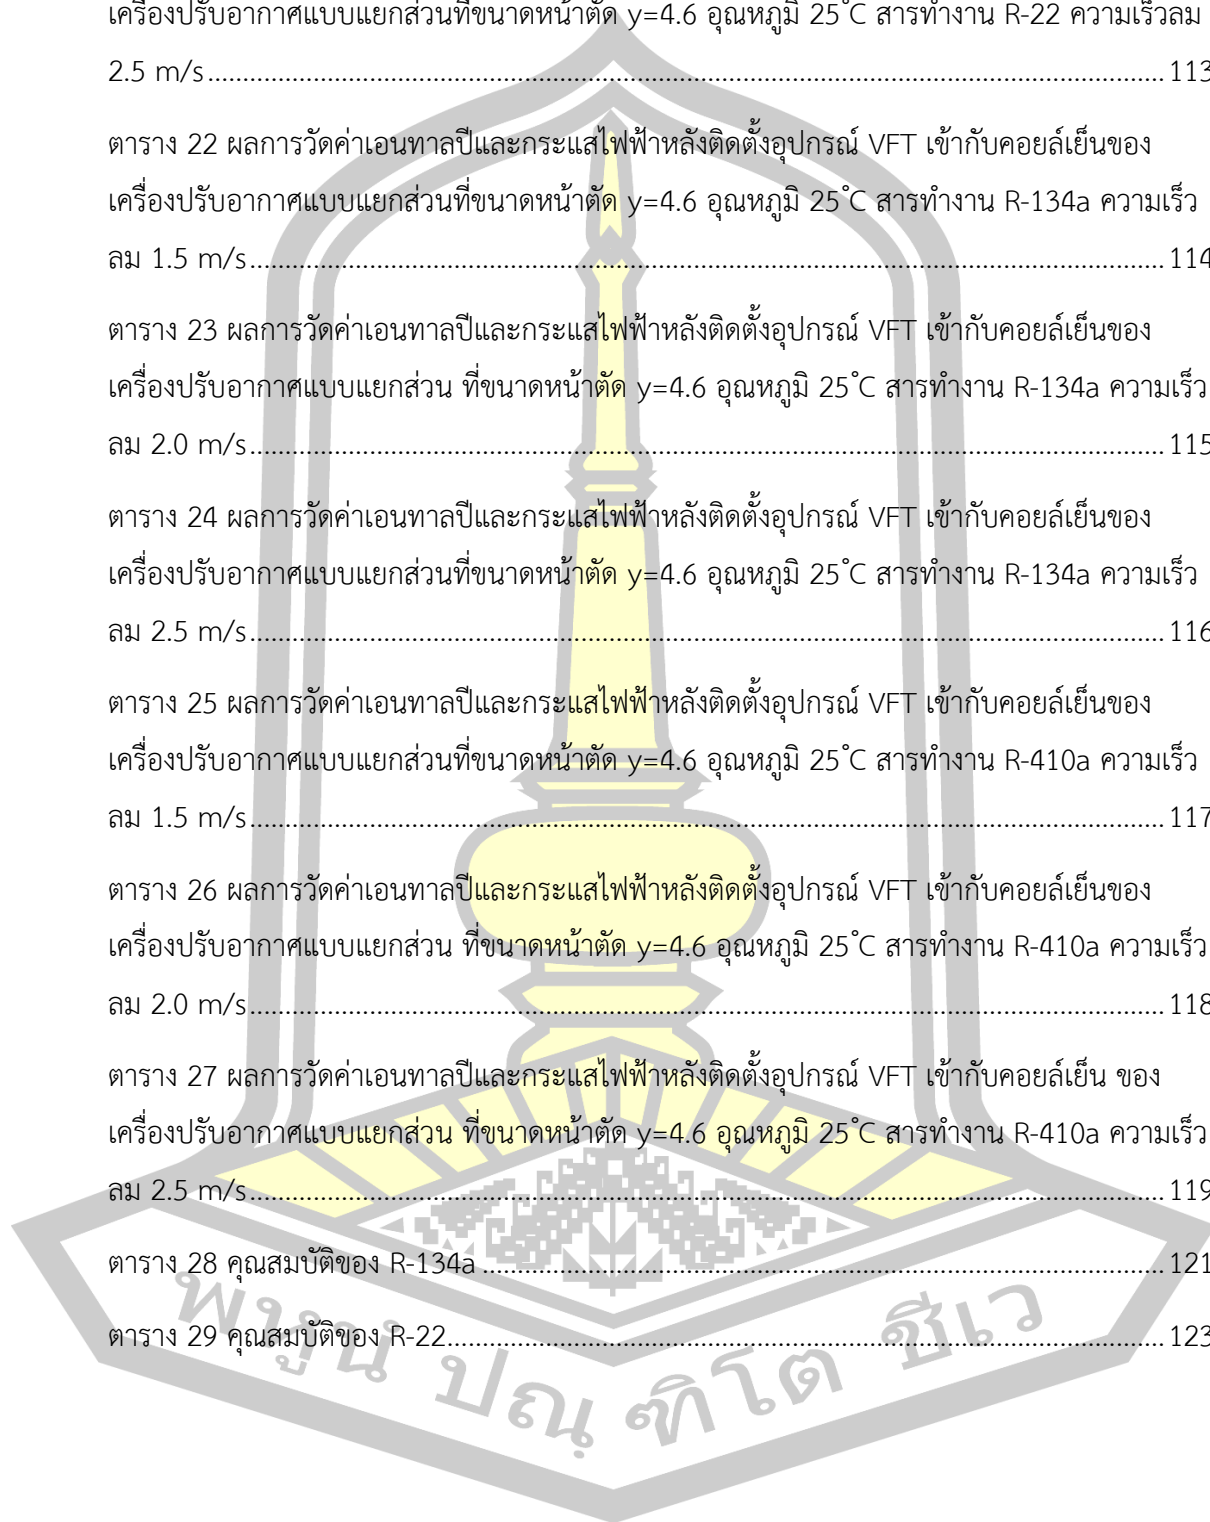 เครื่องปรับอากาศแบบแยกส่วนที่ขนาดหน้าตัด y=4.6 อุณหภูมิ 25 ̊C สารทำงาน R-22 ความเร็วลม
2.5 m/s.......................................................................................................................................113
ตาราง 22 ผลการวัดค่าเอนทาลปีและกระแสไฟฟ้าหลังติดตั้งอุปกรณ์ VFT เข้ากับคอยล์เย็นของ
เครื่องปรับอากาศแบบแยกส่วนที่ขนาดหน้าตัด y=4.6 อุณหภูมิ 25 ̊C สารทำงาน R-134a ความเร็ว
ลม 1.5 m/s.................................................................................................................................114
ตาราง 23 ผลการวัดค่าเอนทาลปีและกระแสไฟฟ้าหลังติดตั้งอุปกรณ์ VFT เข้ากับคอยล์เย็นของ
เครื่องปรับอากาศแบบแยกส่วน ที่ขนาดหน้าตัด y=4.6 อุณหภูมิ 25 ̊C สารทำงาน R-134a ความเร็ว
ลม 2.0 m/s.................................................................................................................................115
ตาราง 24 ผลการวัดค่าเอนทาลปีและกระแสไฟฟ้าหลังติดตั้งอุปกรณ์ VFT เข้ากับคอยล์เย็นของ
เครื่องปรับอากาศแบบแยกส่วนที่ขนาดหน้าตัด y=4.6 อุณหภูมิ 25 ̊C สารทำงาน R-134a ความเร็ว
ลม 2.5 m/s.................................................................................................................................116
ตาราง 25 ผลการวัดค่าเอนทาลปีและกระแสไฟฟ้าหลังติดตั้งอุปกรณ์ VFT เข้ากับคอยล์เย็นของ
เครื่องปรับอากาศแบบแยกส่วนที่ขนาดหน้าตัด y=4.6 อุณหภูมิ 25 ̊C สารทำงาน R-410a ความเร็ว
ลม 1.5 m/s.................................................................................................................................117
ตาราง 26 ผลการวัดค่าเอนทาลปีและกระแสไฟฟ้าหลังติดตั้งอุปกรณ์ VFT เข้ากับคอยล์เย็นของ
เครื่องปรับอากาศแบบแยกส่วน ที่ขนาดหน้าตัด y=4.6 อุณหภูมิ 25 ̊C สารทำงาน R-410a ความเร็ว
ลม 2.0 m/s.................................................................................................................................118
ตาราง 27 ผลการวัดค่าเอนทาลปีและกระแสไฟฟ้าหลังติดตั้งอุปกรณ์ VFT เข้ากับคอยล์เย็น ของ
เครื่องปรับอากาศแบบแยกส่วน ที่ขนาดหน้าตัด y=4.6 อุณหภูมิ 25 ̊C สารทำงาน R-410a ความเร็ว
ลม 2.5 m/s.................................................................................................................................119
ตาราง 28 คุณสมบัติของ R-134a ................................................................................................121
ตาราง 29 คุณสมบัติของ R-22.....................................................................................................123
พหูนํ ปณฺฑิโต ชีเว